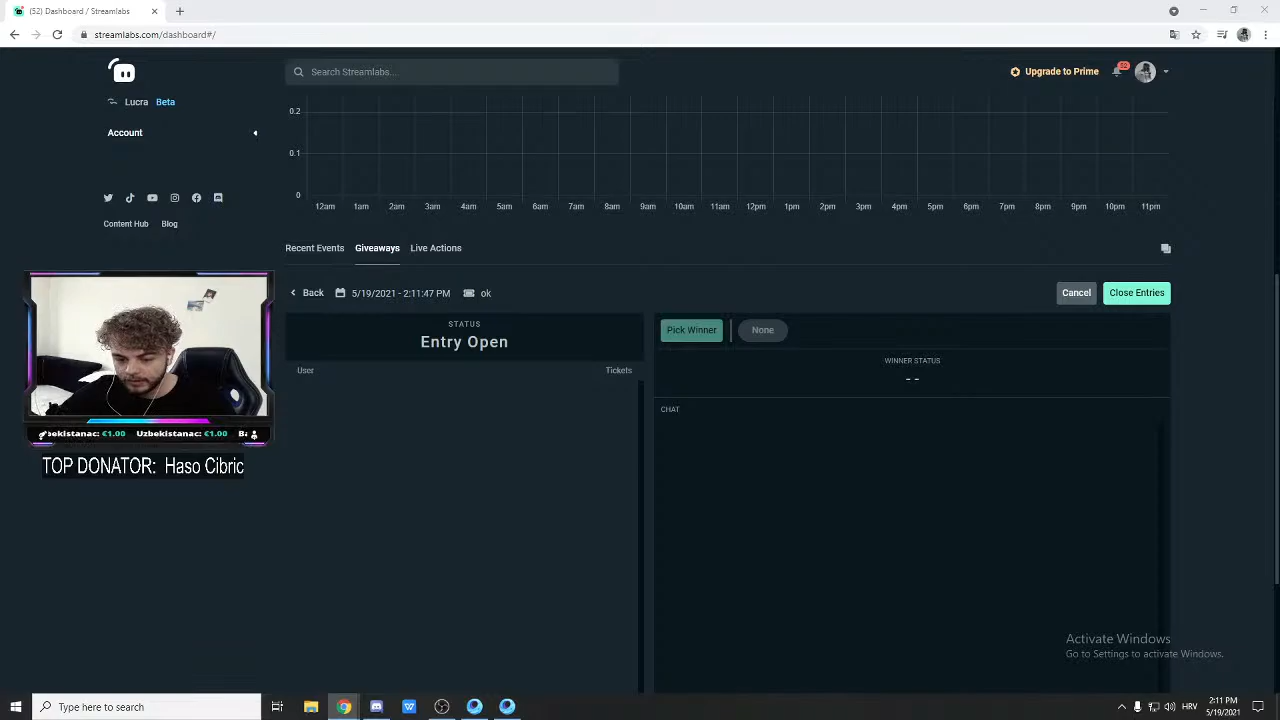 (52) Dashboard / Streamlabs
streamlabs.com/dashboard#/
Search Streamlabs...
Upgrade to Prime
52
Lucra Beta
Account
Content Hub Blog
0.2
0.1
0
12am 1am 2am 3am 4am 5am 6am 7am 8am 9am 10am 11am 12pm 1pm 2pm 3pm 4pm 5pm 6pm 7pm 8pm 9pm 10pm 11pm
Recent Events Giveaways Live Actions
Back 5/19/2021 - 2:11:47 PM ok
Cancel Close Entries
STATUS
Entry Open
User Tickets
Pick Winner None
WINNER STATUS
- -
CHAT
kistanac: €1.00 Uzbekistanac: €1.00
TOP DONATOR: Haso Cibric
Activate Windows
Go to Settings to activate Windows.
Type here to search
HRV
2:11 PM
5/19/2021